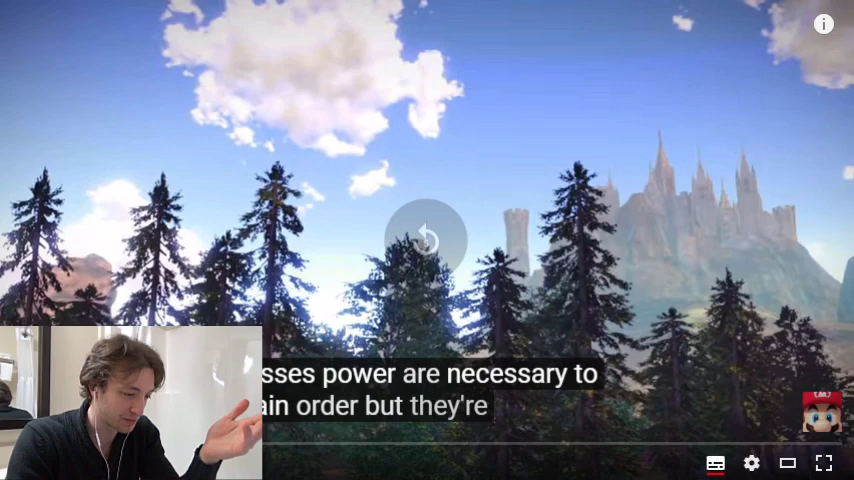 sses power are necessary to
ain order but they're